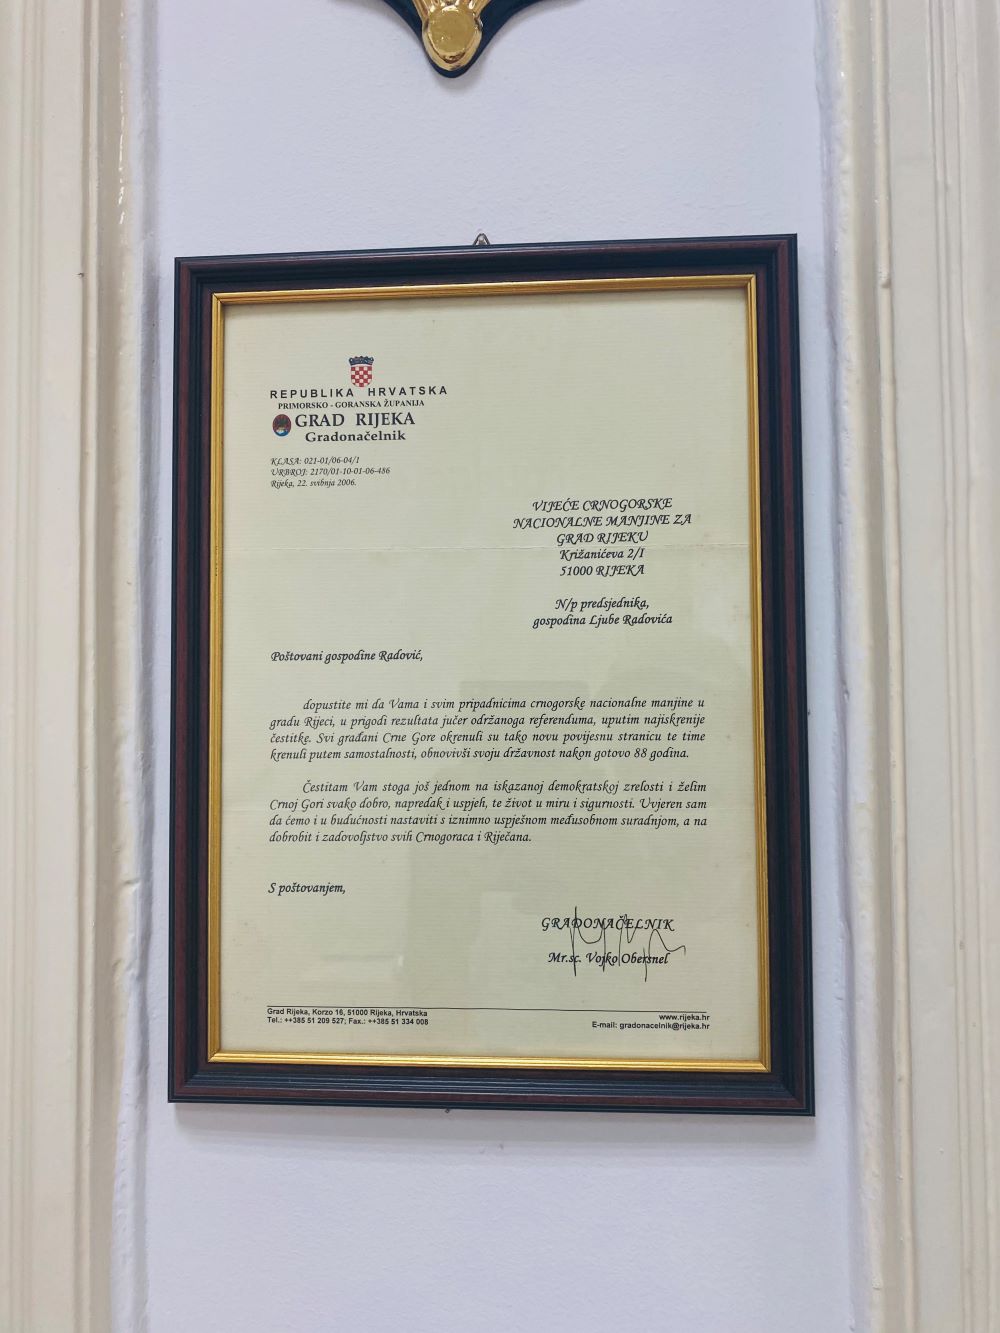 REPUBLIKA HRVATSKA
PRIMORSKO - GORANSKA ŽUPANIJA
GRAD RIJEKA
Gradonačelnik
KLASA: 021-01/06-04/1
URBROJ: 2170/01-10-01-06-486
Rijeka, 22. svibnja 2006.
VIJEĆE CRNOGORSKE
NACIONALNE MANJINE ZA
GRAD RIJEKU
Križanićeva 2/I
51000 RIJEKA
N/p predsjednika,
gospodina Ljube Radovića
Poštovani gospodine Radović,
dopustite mi da Vama i svim pripadnicima crnogorske nacionalne manjine u
gradu Rijeci, u prigodi rezultata jučer održanoga referenduma, uputim najiskrenije
čestitke. Svi građani Crne Gore okrenuli su tako novu povijesnu stranicu te time
krenuli putem samostalnosti, obnovivši svoju državnost nakon gotovo 88 godina.
Čestitam Vam stoga još jednom na iskazanoj demokratskoj zrelosti i želim
Crnoj Gori svako dobro, napredak i uspjeh, te život u miru i sigurnosti. Uvjeren sam
da ćemo i u budućnosti nastaviti s iznimno uspješnom međusobnom suradnjom, a na
dobrobit i zadovoljstvo svih Crnogoraca i Riječana.
S poštovanjem,
GRADONAČELNIK
Mr.sc. Vojko Obersnel
Grad Rijeka, Korzo 16, 51000 Rijeka, Hrvatska
Tel.: ++385 51 209 527; Fax.: ++385 51 334 008
www.rijeka.hr
E-mail: gradonacelnik@rijeka.hr